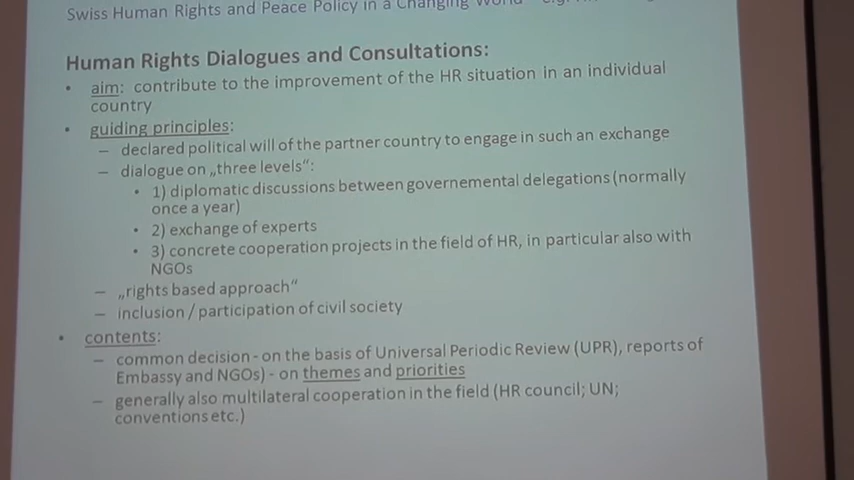 Swiss Human Rights and Peace Policy in a Changing World
Human Rights Dialogues and Consultations:
• aim: contribute to the improvement of the HR situation in an individual
country
• guiding principles:
– declared political will of the partner country to engage in such an exchange
– dialogue on „three levels“:
• 1) diplomatic discussions between governemental delegations (normally
once a year)
• 2) exchange of experts
• 3) concrete cooperation projects in the field of HR, in particular also with
NGOs
– „rights based approach“
– inclusion / participation of civil society
• contents:
– common decision - on the basis of Universal Periodic Review (UPR), reports of
Embassy and NGOs) - on themes and priorities
– generally also multilateral cooperation in the field (HR council; UN;
conventions etc.)